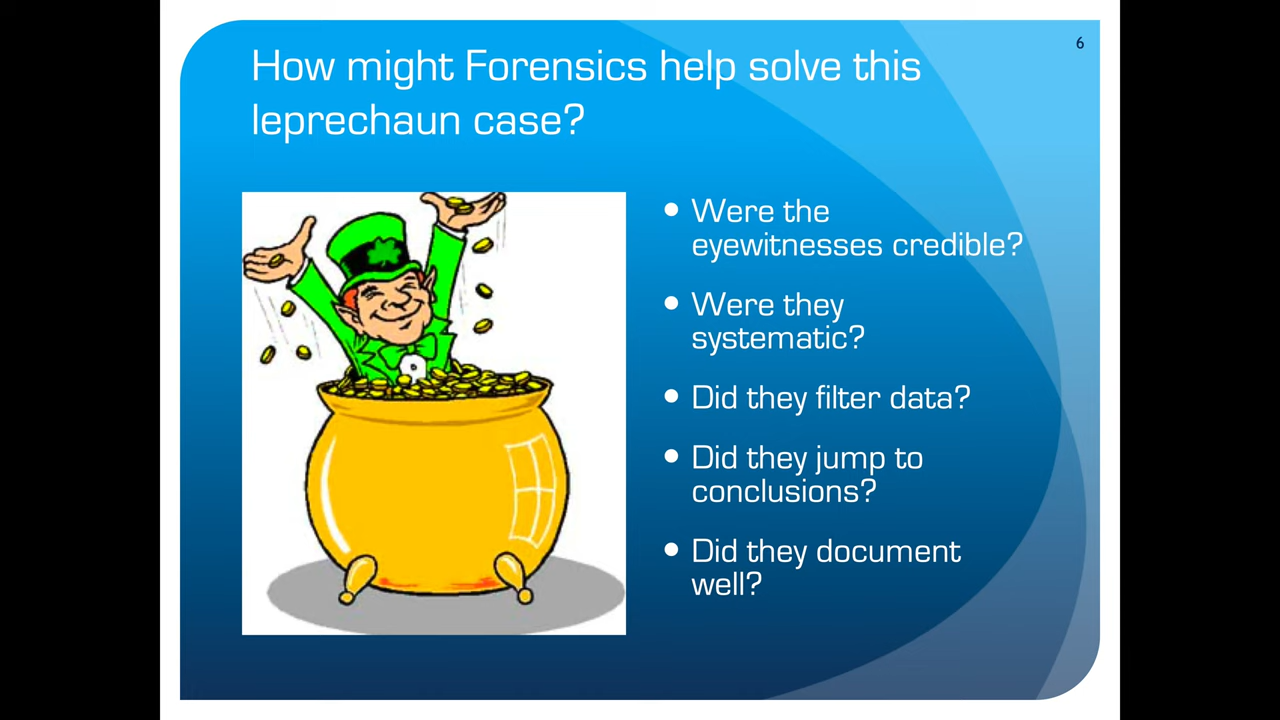 6
How might Forensics help solve this
leprechaun case?
• Were the
eyewitnesses credible?
• Were they
systematic?
• Did they filter data?
• Did they jump to
conclusions?
• Did they document
well?